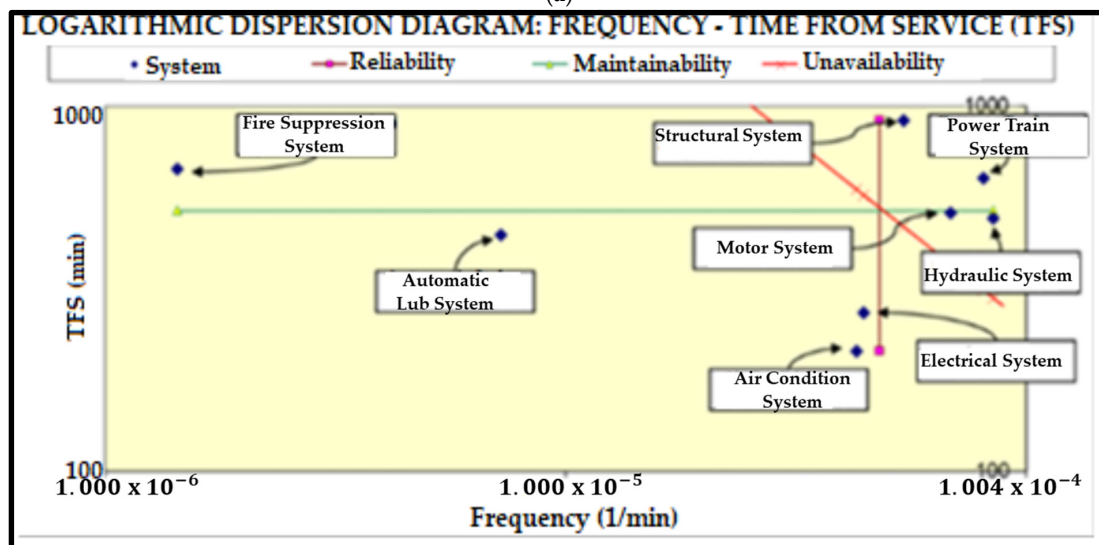 (a)
LOGARITHMIC DISPERSION DIAGRAM: FREQUENCY - TIME FROM SERVICE (TFS)
System Reliability Maintainability Unavailability
1000
1000
Fire Suppression
System
Structural System
Power Train
System
Motor System
Hydraulic System
Automatic
Lub System
TFS (min)
Electrical System
Air Condition
System
100
100
1.000 x 10⁻⁶
1.000 x 10⁻⁵
1.004 x 10⁻⁴
Frequency (1/min)